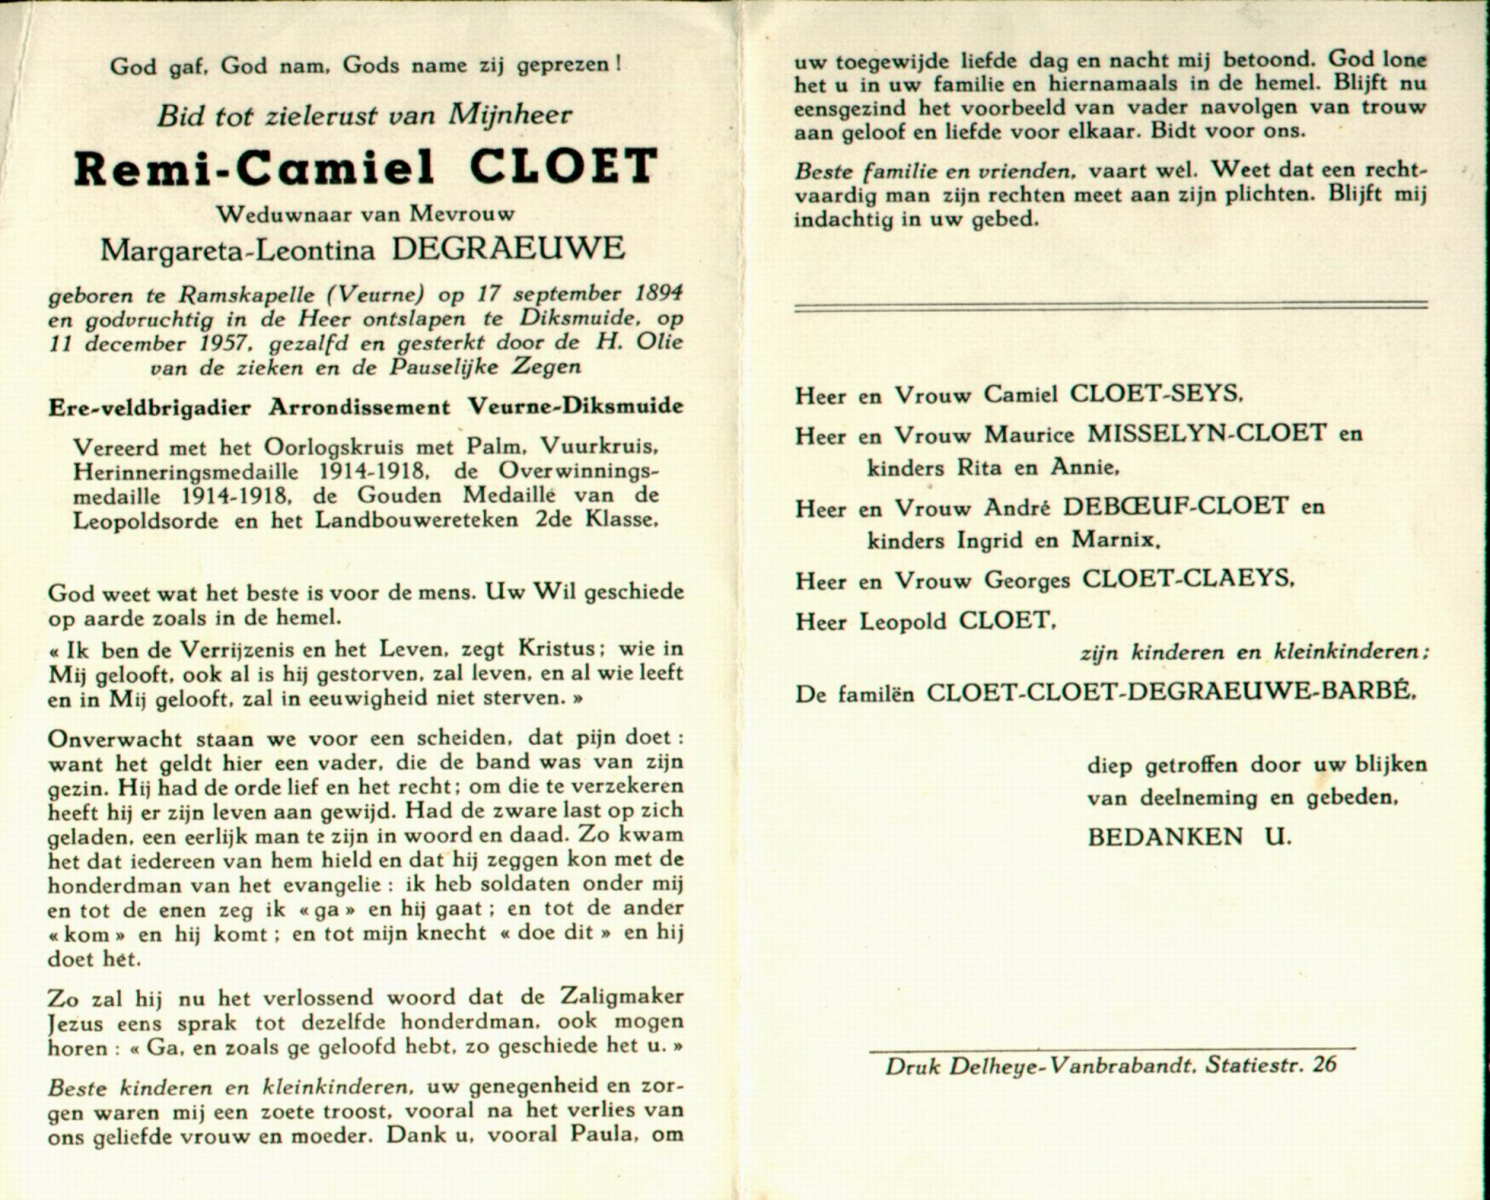 God gaf, God nam, Gods name zij geprezen !
Bid tot zielerust van Mijnheer
Remi-Camiel CLOET
Weduwnaar van Mevrouw
Margareta-Leontina DEGRAEUWE
geboren te Ramskapelle (Veurne) op 17 september 1894
en godvruchtig in de Heer ontslapen te Diksmuide, op
11 december 1957, gezalfd en gesterkt door de H. Olie
van de zieken en de Pauselijke Zegen
Ere-veldbrigadier Arrondissement Veurne-Diksmuide
Vereerd met het Oorlogskruis met Palm, Vuurkruis,
Herinneringsmedaille 1914-1918, de Overwinnings-
medaille 1914-1918, de Gouden Medaille van de
Leopoldsorde en het Landbouwereteken 2de Klasse,
God weet wat het beste is voor de mens. Uw Wil geschiede
op aarde zoals in de hemel.
« Ik ben de Verrijzenis en het Leven, zegt Kristus ; wie in
Mij gelooft, ook al is hij gestorven, zal leven, en al wie leeft
en in Mij gelooft, zal in eeuwigheid niet sterven. »
Onverwacht staan we voor een scheiden, dat pijn doet :
want het geldt hier een vader, die de band was van zijn
gezin. Hij had de orde lief en het recht ; om die te verzekeren
heeft hij er zijn leven aan gewijd. Had de zware last op zich
geladen, een eerlijk man te zijn in woord en daad. Zo kwam
het dat iedereen van hem hield en dat hij zeggen kon met de
honderdman van het evangelie : ik heb soldaten onder mij
en tot de enen zeg ik « ga » en hij gaat ; en tot de ander
« kom » en hij komt ; en tot mijn knecht « doe dit » en hij
doet het.
Zo zal hij nu het verlossend woord dat de Zaligmaker
Jezus eens sprak tot dezelfde honderdman, ook mogen
horen : « Ga, en zoals ge geloofd hebt, zo geschiede het u. »
Beste kinderen en kleinkinderen, uw genegenheid en zor-
gen waren mij een zoete troost, vooral na het verlies van
ons geliefde vrouw en moeder. Dank u, vooral Paula, om
uw toegewijde liefde dag en nacht mij betoond. God lone
het u in uw familie en hiernamaals in de hemel. Blijft nu
eensgezind het voorbeeld van vader navolgen van trouw
aan geloof en liefde voor elkaar. Bidt voor ons.
Beste familie en vrienden, vaart wel. Weet dat een recht-
vaardig man zijn rechten meet aan zijn plichten. Blijft mij
indachtig in uw gebed.
Heer en Vrouw Camiel CLOET-SEYS,
Heer en Vrouw Maurice MISSELYN-CLOET en
kinders Rita en Annie,
Heer en Vrouw André DEBŒUF-CLOET en
kinders Ingrid en Marnix,
Heer en Vrouw Georges CLOET-CLAEYS,
Heer Leopold CLOET,
zijn kinderen en kleinkinderen ;
De familën CLOET-CLOET-DEGRAEUWE-BARBÉ,
diep getroffen door uw blijken
van deelneming en gebeden,
BEDANKEN U.
Druk Delheye-Vanbrabandt, Statiestr. 26